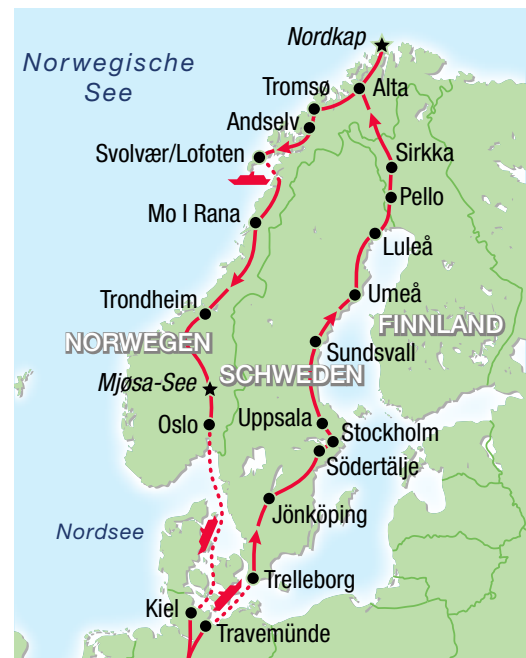 Nordkap
Norwegische
See
Tromsø
Alta
Andselv
Svolvær/Lofoten
Sirkka
Pello
Mo I Rana
Luleå
Umeå
Trondheim
FINNLAND
NORWEGEN
Sundsvall
SCHWEDEN
Mjøsa-See
Uppsala
Oslo
Stockholm
Södertälje
Jönköping
Nordsee
Trelleborg
Kiel
Travemünde